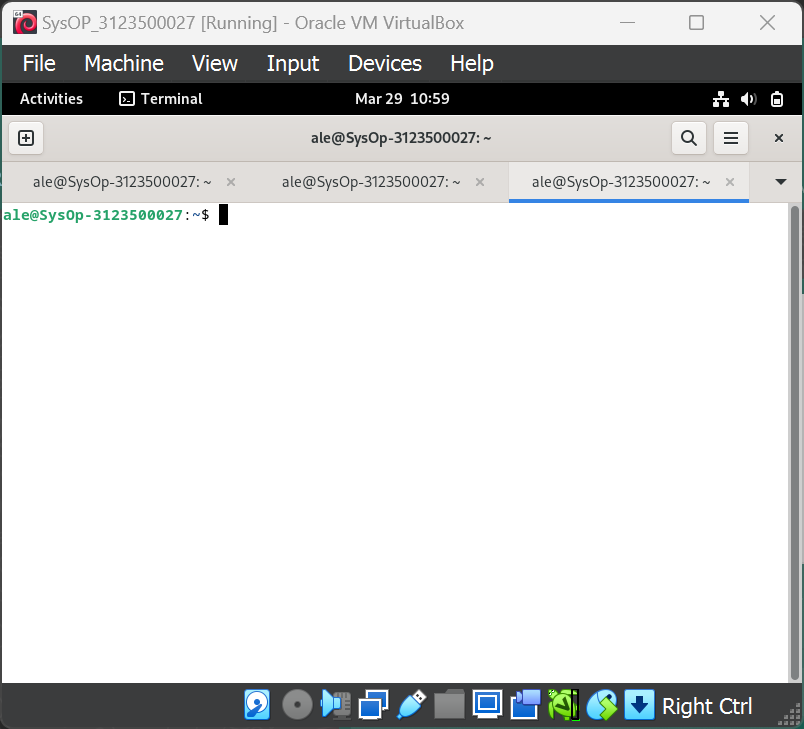 64
SysOP_3123500027 [Running] - Oracle VM VirtualBox
File Machine View Input Devices Help
Activities Terminal Mar 29 10:59
ale@SysOp-3123500027: ~
ale@SysOp-3123500027: ~ ale@SysOp-3123500027: ~ ale@SysOp-3123500027: ~
ale@SysOp-3123500027:~$
Right Ctrl